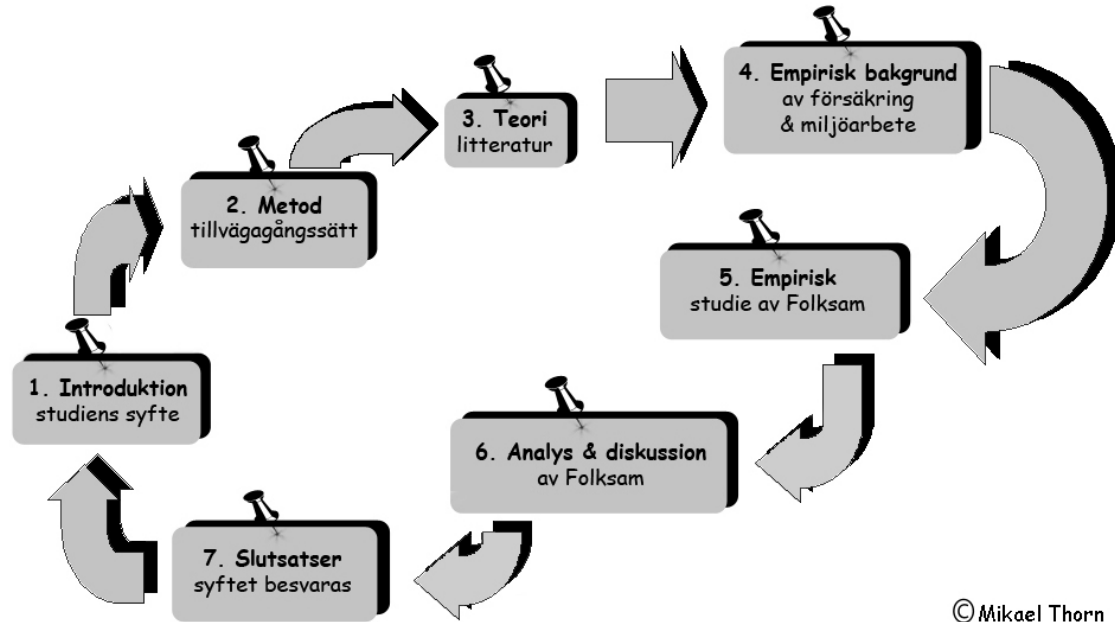 1. Introduktion
studiens syfte
2. Metod
tillvägagångssätt
3. Teori
litteratur
4. Empirisk bakgrund
av försäkring
& miljöarbete
5. Empirisk
studie av Folksam
6. Analys & diskussion
av Folksam
7. Slutsatser
syftet besvaras
© Mikael Thorn